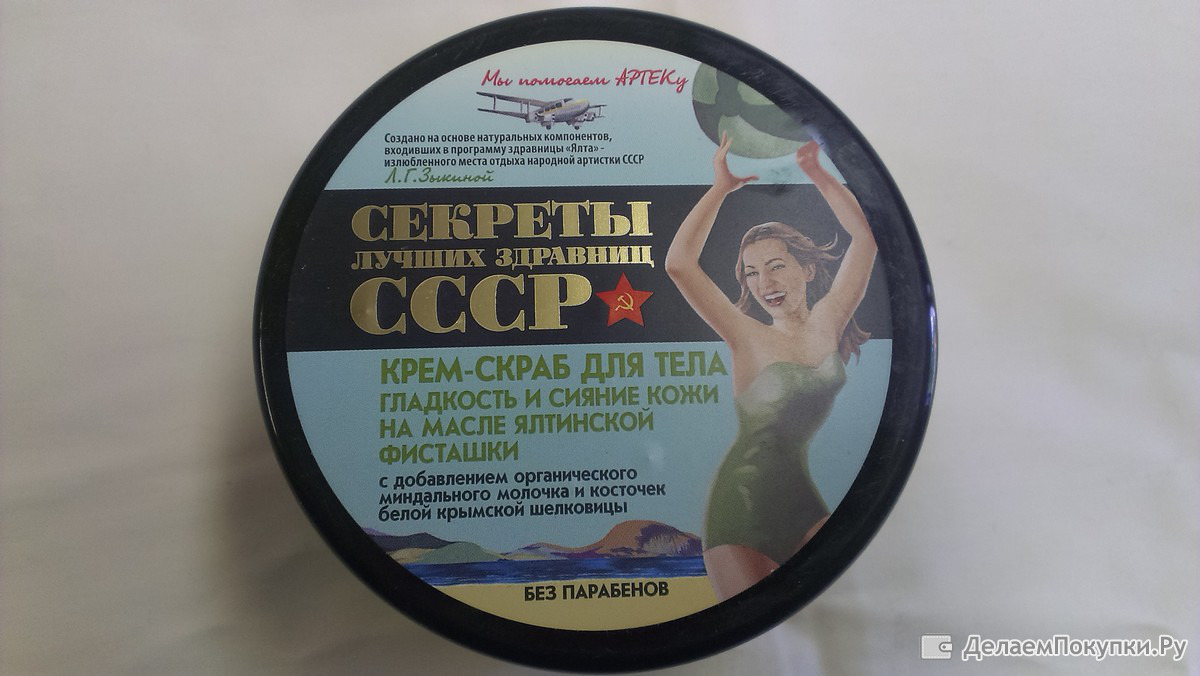 Мы помогаем АРТЕКу
Создано на основе натуральных компонентов,
входивших в программу здравницы «Ялта» -
излюбленного места отдыха народной артистки СССР
Л.Г.Зыкиной
СЕКРЕТЫ
ЛУЧШИХ ЗДРАВНИЦ
СССР
КРЕМ-СКРАБ ДЛЯ ТЕЛА
ГЛАДКОСТЬ И СИЯНИЕ КОЖИ
НА МАСЛЕ ЯЛТИНСКОЙ
ФИСТАШКИ
с добавлением органического
миндального молочка и косточек
белой крымской шелковицы
БЕЗ ПАРАБЕНОВ
ДелаемПокупки.Ру